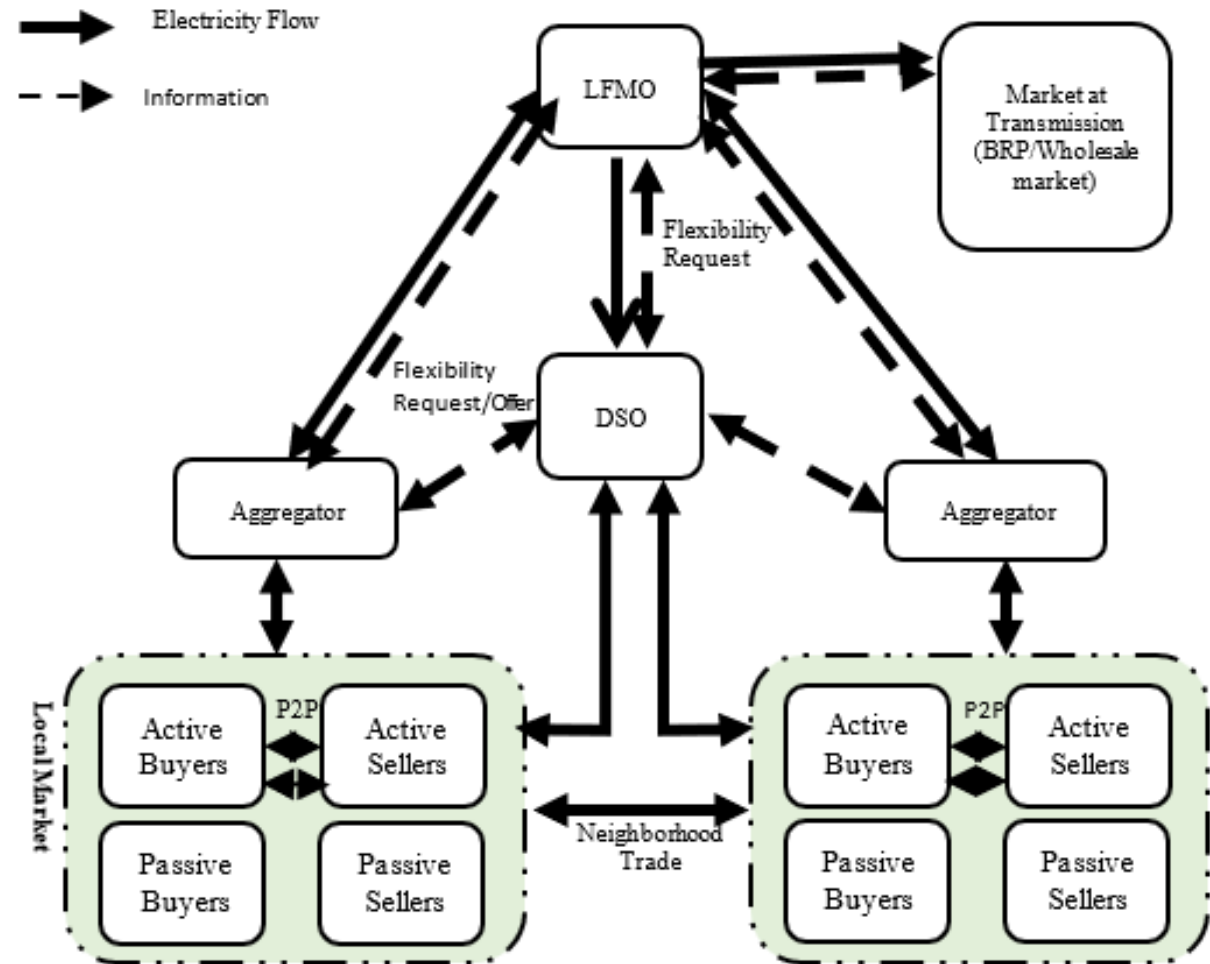 Electricity Flow
Information
LFMO
Market at
Transmission
(BRP/Wholesale
market)
Flexibility
Request
Flexibility
Request/Offer
DSO
Aggregator
Aggregator
Local Market
P2P
Active
Buyers
Active
Sellers
Passive
Buyers
Passive
Sellers
Neighborhood
Trade
P2P
Active
Buyers
Active
Sellers
Passive
Buyers
Passive
Sellers